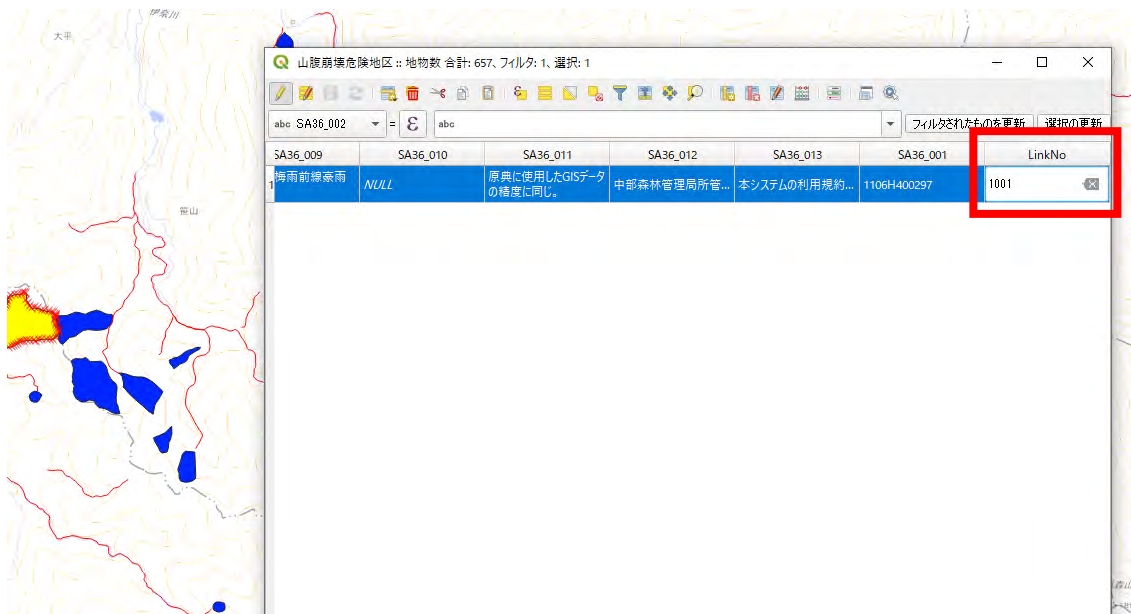 伊奈川
大平
山腹崩壊危険地区 :: 地物数 合計: 657、フィルタ: 1、選択: 1
abc SA36_002
= ε
abc
フィルタされたものを更新
選択の更新
SA36_009 SA36_010 SA36_011 SA36_012 SA36_013 SA36_001 LinkNo
1 梅雨前線豪雨 NULL 原典に使用したGISデータ 中部森林管理局所管... 本システムの利用規約... 1106H400297 1001
の精度に同じ。
笹山